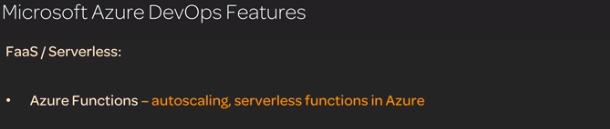 Microsoft Azure DevOps Features
FaaS / Serverless:
• Azure Functions – autoscaling, serverless functions in Azure